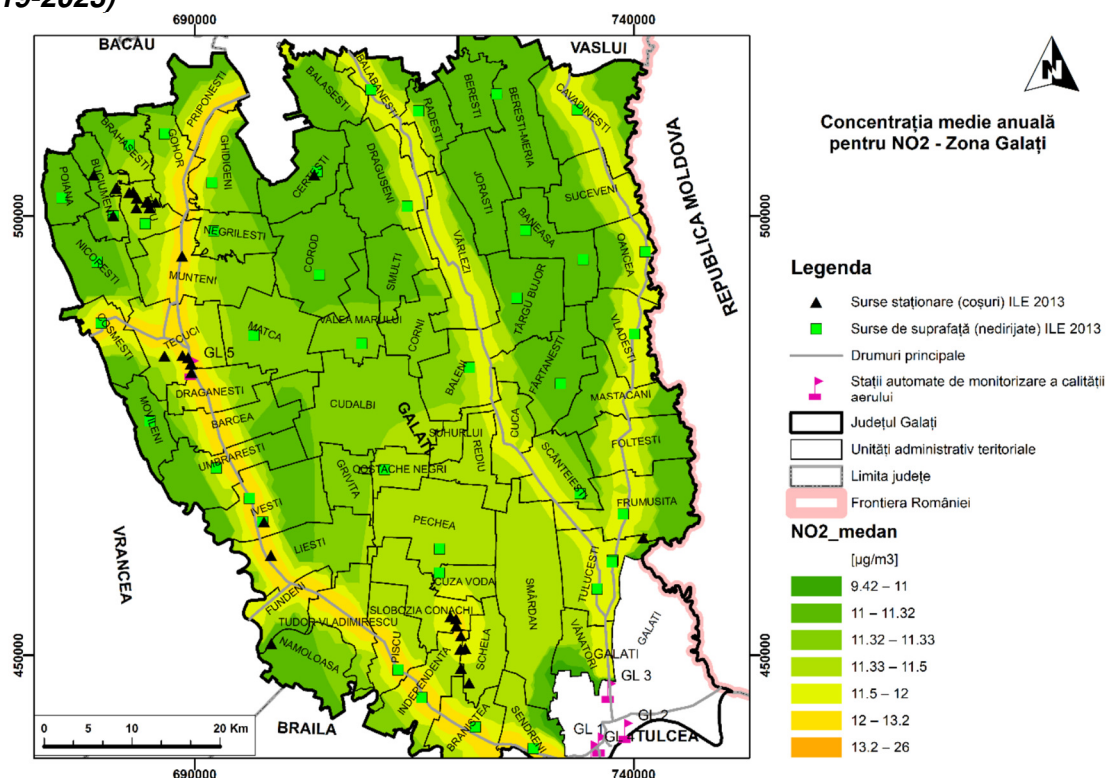 19-2023)
690000
740000
BACAU
VASLUI
N
Concentrația medie anuală
pentru NO2 - Zona Galați
REPUBLICA MOLDOVA
BALABANESTI
CAVADINESTI
PRIPONESTI
BALASESTI
RADESTI
BERESTI
BERESTI-MERIA
BRAHASESTI
GOHOR
GHIDIGENI
BUCIUMENI
POIANA
DRAGUSENI
JORASTI
SUCEVENI
500000
500000
NEGRILESTI
BANEASA
OANCEA
NICORESTI
COROD
SMULTI
VÂRLEZI
MUNTENI
TÂRGU BUJOR
COSMESTI
TECUCI
MATCA
VALEA MARULUI
CORNI
VLADESTI
GL 5
BALENI
FÂRTANESTI
DRAGANESTI
CUDALBI
MASTACANI
MOVILENI
BARCEA
GALATI
CUCA
FOLTESTI
SUHURLUI
UMBRARESTI
REDIU
SCÂNTEIESTI
GRIVITA
COSTACHE NEGRI
FRUMUSITA
IVESTI
PECHEA
VRANCEA
LIESTI
TULUCESTI
CUZA VODA
SMÂRDAN
FUNDENI
SLOBOZIA CONACHI
TUDOR VLADIMIRESCU
SCHELA
VÂNATORI
GALATI
NAMOLOASA
PISCU
GALATI
450000
450000
INDEPENDENTA
GL 3
BRANISTEA
SENDRENI
GL 2
BRAILA
GL 1
TULCEA
0 5 10 20 Km
690000
740000
Legenda
Surse staționare (coșuri) ILE 2013
Surse de suprafață (nedirijate) ILE 2013
Drumuri principale
Stații automate de monitorizare a calității
aerului
Județul Galați
Unități administrativ teritoriale
Limita județe
Frontiera României
NO2_medan
[µg/m3]
9.42 – 11
11 – 11.32
11.32 – 11.33
11.33 – 11.5
11.5 – 12
12 – 13.2
13.2 – 26